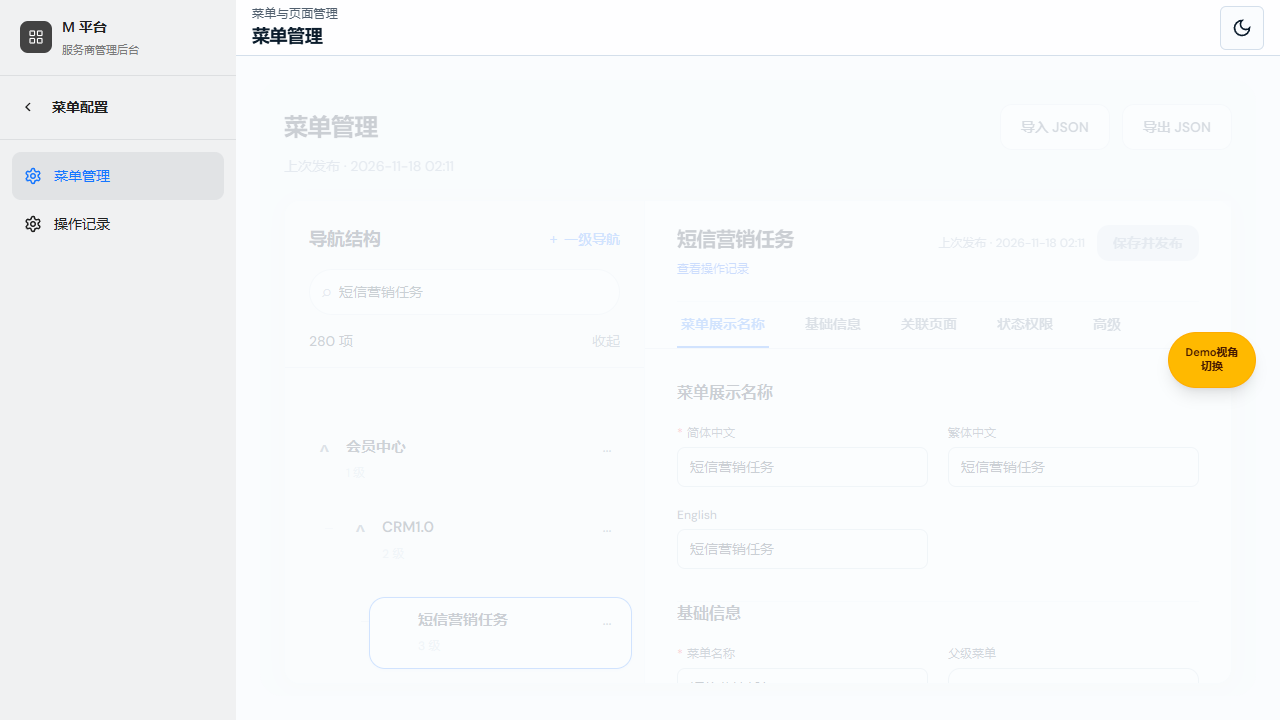 M 平台
服务商管理后台
菜单配置
菜单管理
操作记录
菜单与页面管理
菜单管理
菜单管理
上次发布 · 2026-11-18 02:11
导入 JSON
导出 JSON
导航结构
+ 一级导航
短信营销任务
280 项
收起
会员中心
1 级
CRM1.0
2 级
短信营销任务
3 级
短信营销任务
查看操作记录
上次发布 · 2026-11-18 02:11
保存并发布
菜单展示名称
基础信息
关联页面
状态权限
高级
菜单展示名称
* 简体中文
繁体中文
短信营销任务
短信营销任务
English
短信营销任务
基础信息
* 菜单名称
父级菜单
Demo视角
切换